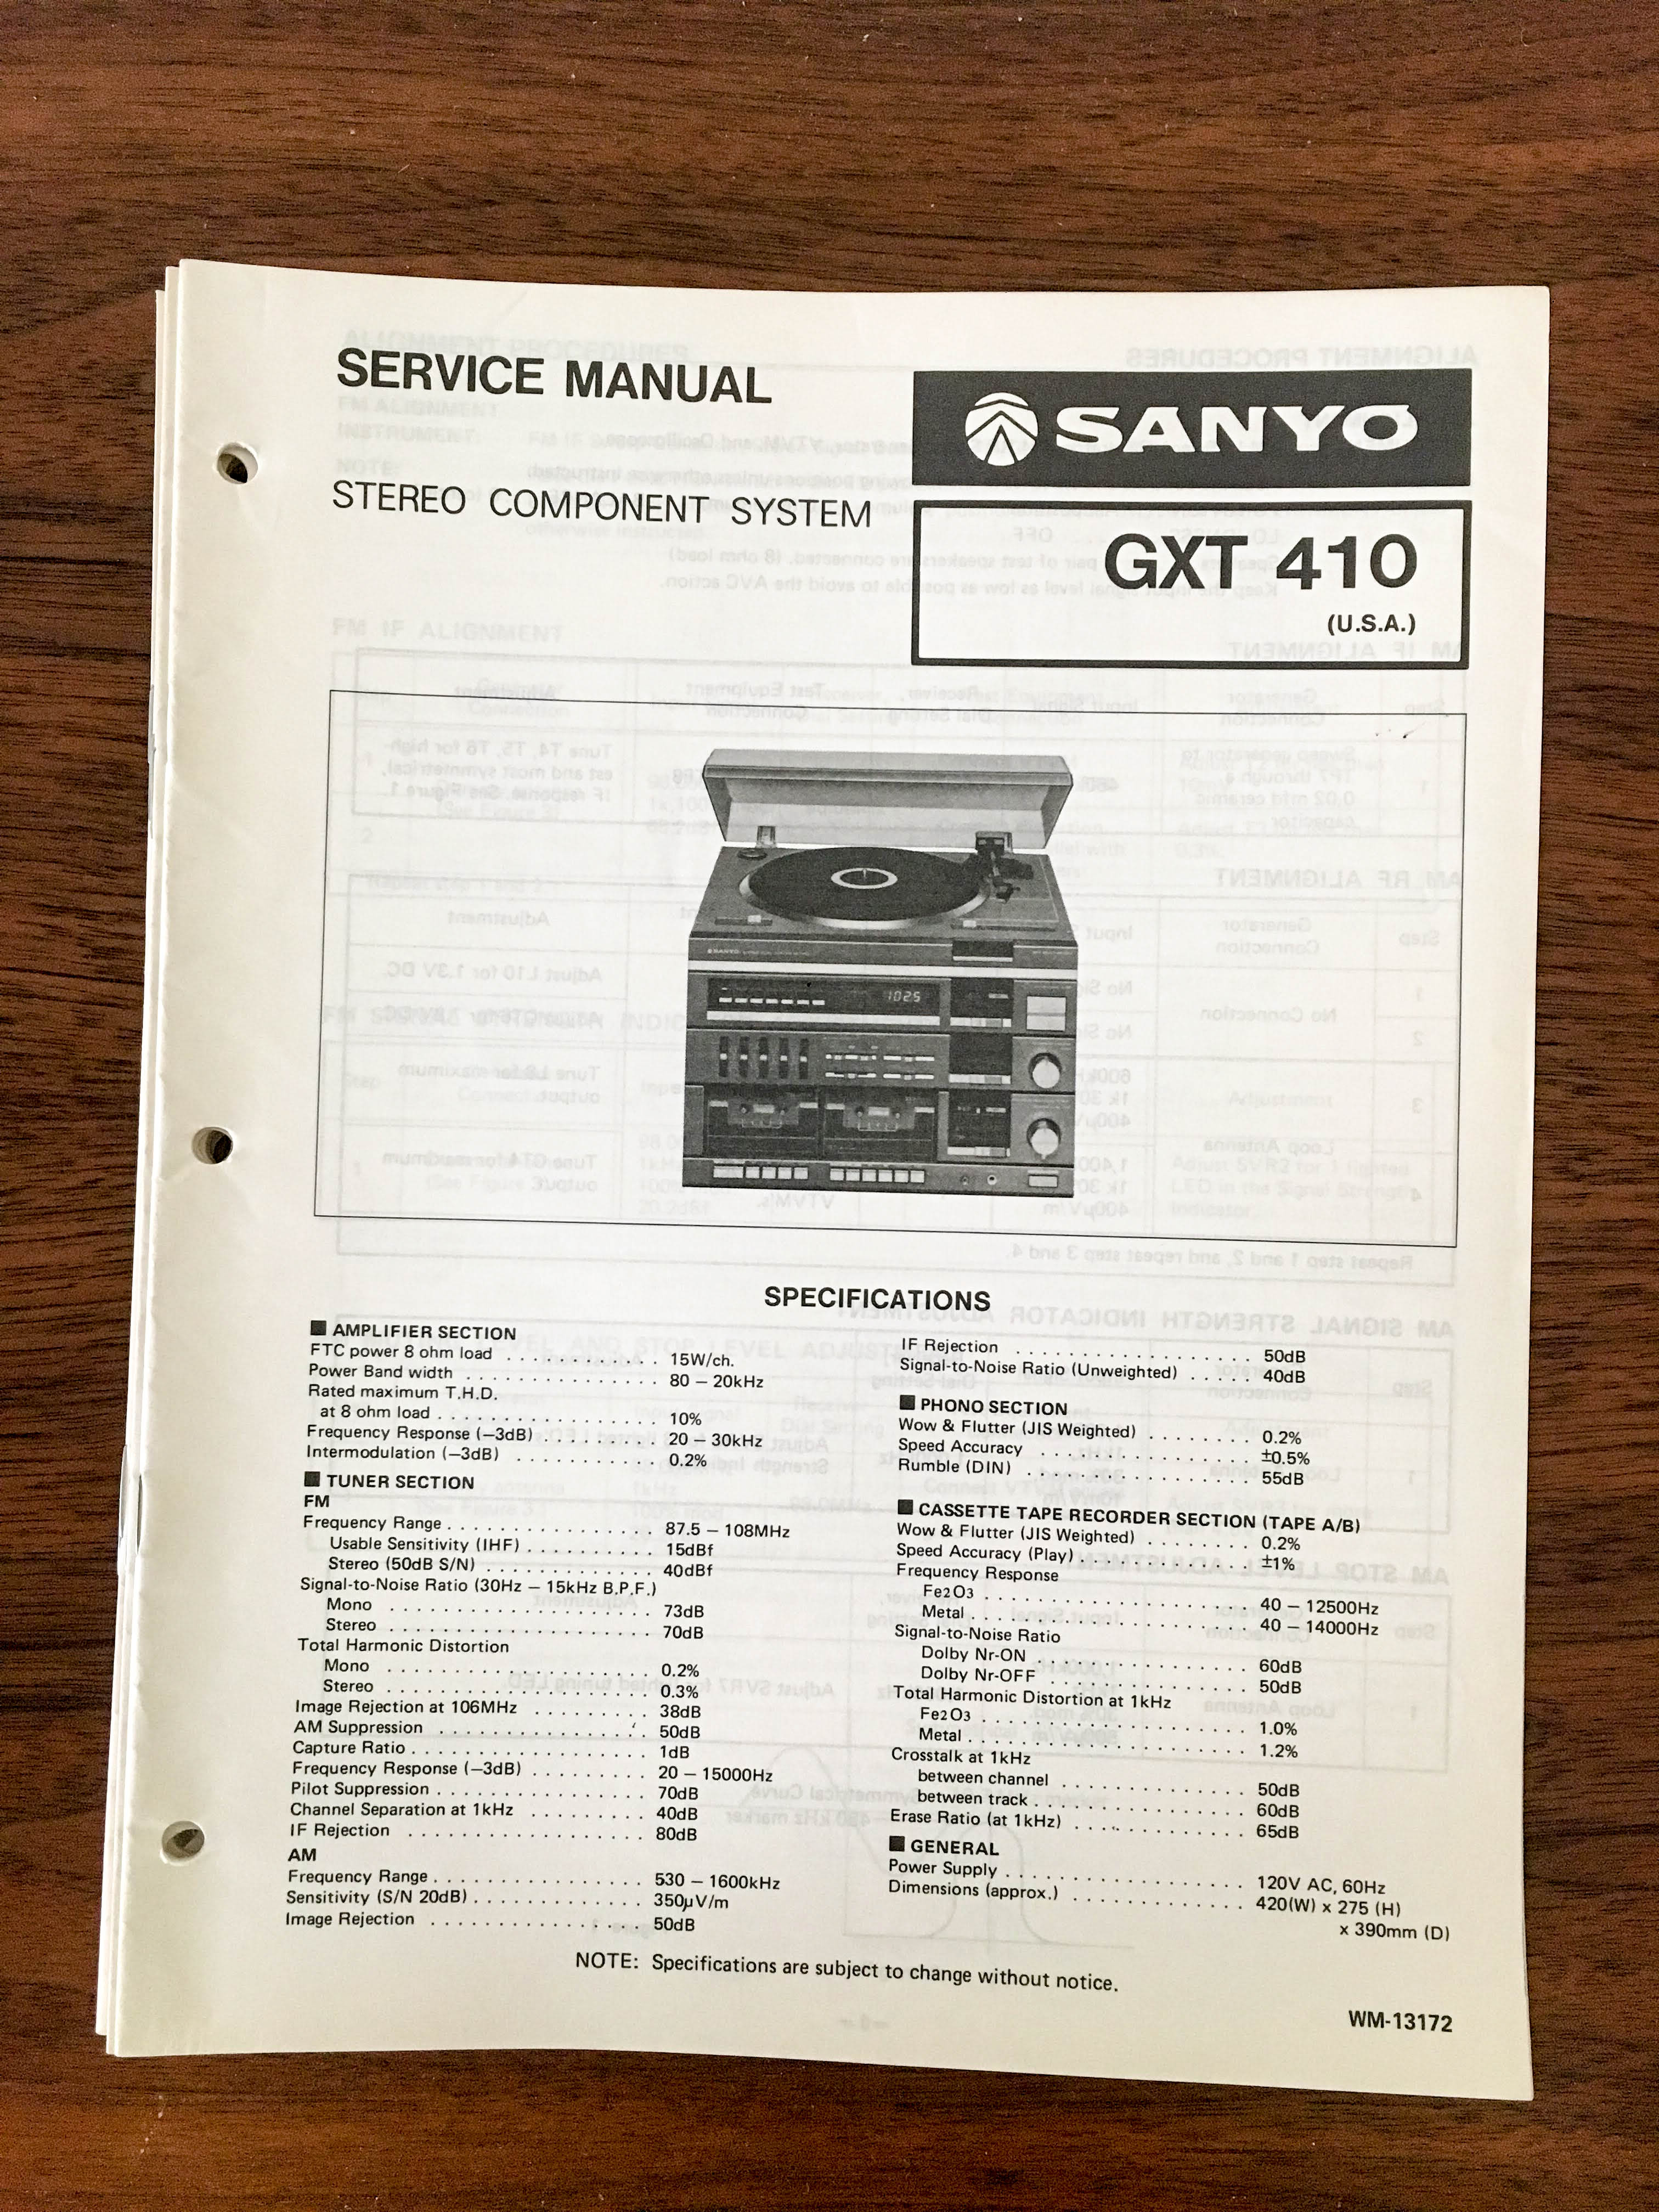 SERVICE MANUAL
SANYO
STEREO COMPONENT SYSTEM
GXT 410
(U.S.A.)
SANYO
1025
SPECIFICATIONS
■ AMPLIFIER SECTION
FTC power 8 ohm load . . . . . . . . . . . . 15W/ch.
Power Band width . . . . . . . . . . . . . . . 80 – 20kHz
Rated maximum T.H.D.
at 8 ohm load . . . . . . . . . . . . . . . . . 10%
Frequency Response (–3dB) . . . . . . . . . 20 – 30kHz
Intermodulation (–3dB) . . . . . . . . . . . 0.2%
■ TUNER SECTION
FM
Frequency Range . . . . . . . . . . . . . . . . 87.5 – 108MHz
Usable Sensitivity (IHF) . . . . . . . . . . 15dBf
Stereo (50dB S/N) . . . . . . . . . . . . . 40dBf
Signal-to-Noise Ratio (30Hz – 15kHz B.P.F.)
Mono . . . . . . . . . . . . . . . . . . . . 73dB
Stereo . . . . . . . . . . . . . . . . . . . . 70dB
Total Harmonic Distortion
Mono . . . . . . . . . . . . . . . . . . . . 0.2%
Stereo . . . . . . . . . . . . . . . . . . . . 0.3%
Image Rejection at 106MHz . . . . . . . . . 38dB
AM Suppression . . . . . . . . . . . . . . . . 50dB
Capture Ratio . . . . . . . . . . . . . . . . . . 1dB
Frequency Response (–3dB) . . . . . . . . . 20 – 15000Hz
Pilot Suppression . . . . . . . . . . . . . . . . 70dB
Channel Separation at 1kHz . . . . . . . . . 40dB
IF Rejection . . . . . . . . . . . . . . . . . . 80dB
AM
Frequency Range . . . . . . . . . . . . . . . . 530 – 1600kHz
Sensitivity (S/N 20dB) . . . . . . . . . . . . . 350µV/m
Image Rejection . . . . . . . . . . . . . . . . 50dB
IF Rejection . . . . . . . . . . . . . . . . . . 50dB
Signal-to-Noise Ratio (Unweighted) . . . . . 40dB
■ PHONO SECTION
Wow & Flutter (JIS Weighted) . . . . . . . . 0.2%
Speed Accuracy . . . . . . . . . . . . . . . . ±0.5%
Rumble (DIN) . . . . . . . . . . . . . . . . . 55dB
■ CASSETTE TAPE RECORDER SECTION (TAPE A/B)
Wow & Flutter (JIS Weighted) . . . . . . . . 0.2%
Speed Accuracy (Play) . . . . . . . . . . . . . ±1%
Frequency Response
Fe2O3 . . . . . . . . . . . . . . . . . . . . 40 – 12500Hz
Metal . . . . . . . . . . . . . . . . . . . . . 40 – 14000Hz
Signal-to-Noise Ratio
Dolby Nr-ON . . . . . . . . . . . . . . . . 60dB
Dolby Nr-OFF . . . . . . . . . . . . . . . 50dB
Total Harmonic Distortion at 1kHz
Fe2O3 . . . . . . . . . . . . . . . . . . . . 1.0%
Metal . . . . . . . . . . . . . . . . . . . . . 1.2%
Crosstalk at 1kHz
between channel . . . . . . . . . . . . . . 50dB
between track . . . . . . . . . . . . . . . . 60dB
Erase Ratio (at 1kHz) . . . . . . . . . . . . . 65dB
■ GENERAL
Power Supply . . . . . . . . . . . . . . . . . . 120V AC, 60Hz
Dimensions (approx.) . . . . . . . . . . . . . 420(W) x 275 (H)
x 390mm (D)
NOTE: Specifications are subject to change without notice.
WM-13172